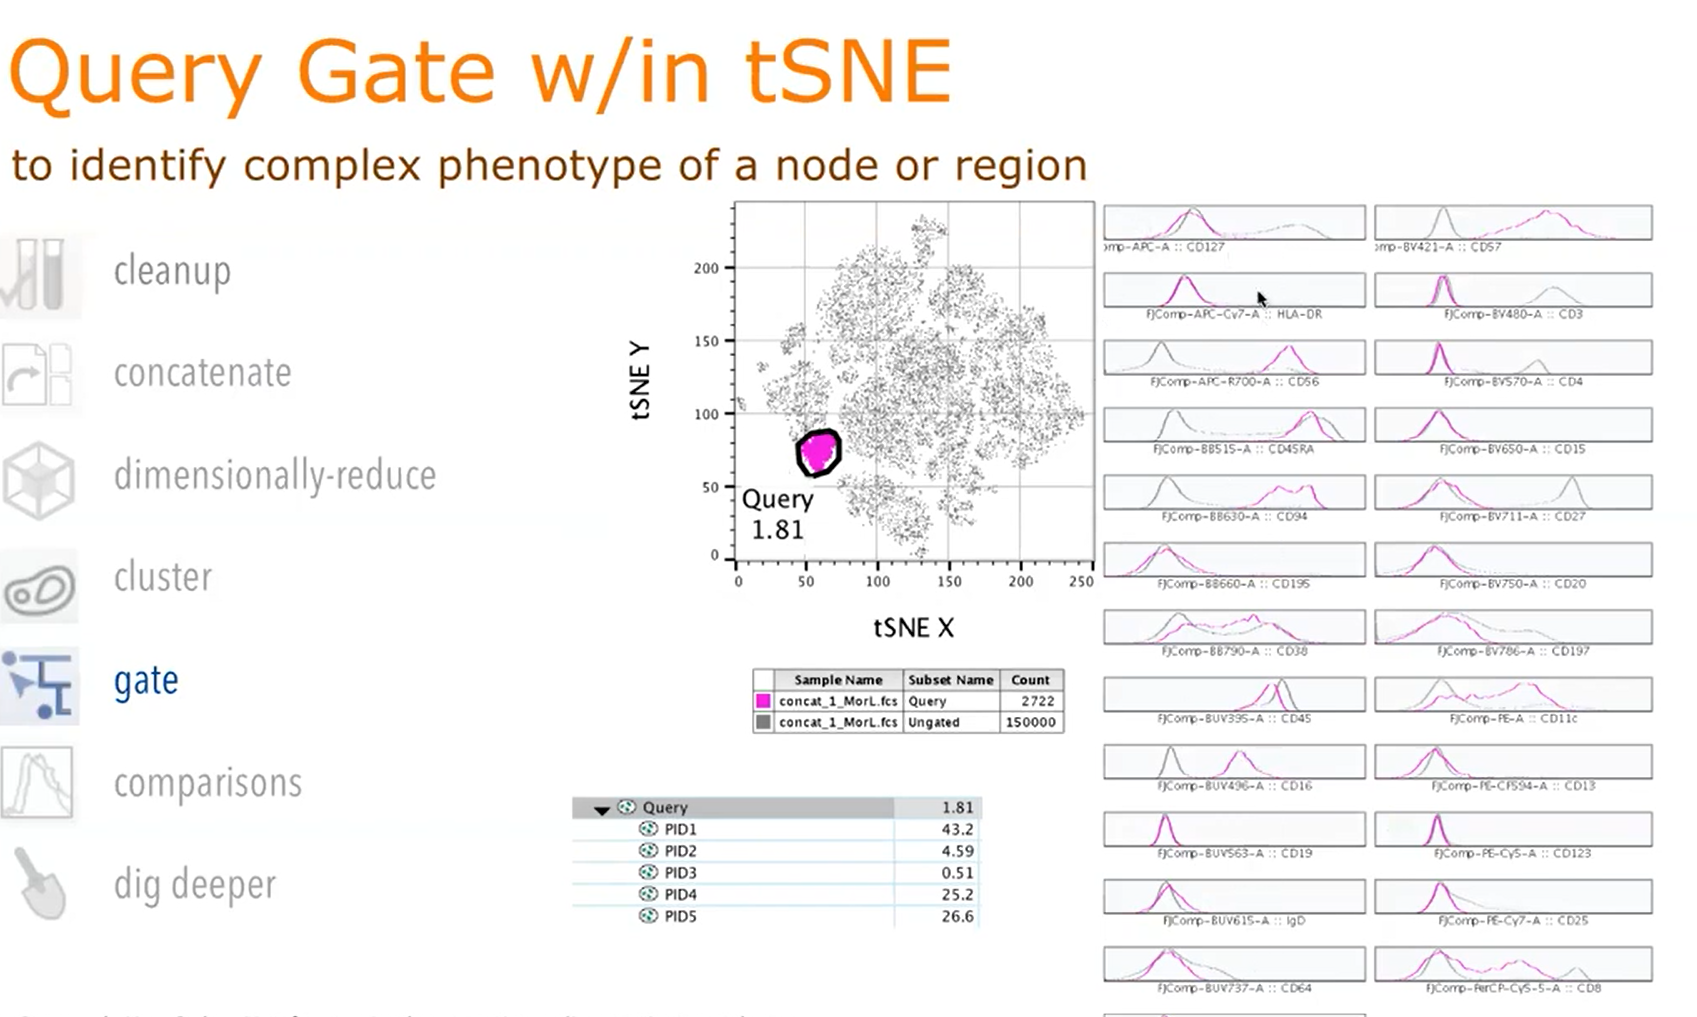 Query Gate w/in tSNE
to identify complex phenotype of a node or region
cleanup
concatenate
dimensionally-reduce
cluster
gate
comparisons
dig deeper
tSNE Y
200
150
100
50
0
Query
1.81
0 50 100 150 200 250
tSNE X
Sample Name Subset Name Count
concat_1_MorL.fcs Query 2722
concat_1_MorL.fcs Ungated 150000
Query 1.81
PID1 43.2
PID2 4.59
PID3 0.51
PID4 25.2
PID5 26.6
omp-APC-A :: CD127
omp-BV421-A :: CD57
FJComp-APC-Cy7-A :: HLA-DR
FJComp-BV480-A :: CD3
FJComp-APC-R700-A :: CD56
FJComp-BV570-A :: CD4
FJComp-BB515-A :: CD45RA
FJComp-BV650-A :: CD15
FJComp-BB630-A :: CD94
FJComp-BV711-A :: CD27
FJComp-BB660-A :: CD195
FJComp-BV750-A :: CD20
FJComp-BB790-A :: CD38
FJComp-BV786-A :: CD197
FJComp-BUV395-A :: CD45
FJComp-PE-A :: CD11c
FJComp-BUV496-A :: CD16
FJComp-PE-CF594-A :: CD13
FJComp-BUV563-A :: CD19
FJComp-PE-Cy5-A :: CD123
FJComp-BUV615-A :: IgD
FJComp-PE-Cy7-A :: CD25
FJComp-BUV737-A :: CD64
FJComp-PerCP-Cy5-5-A :: CD8